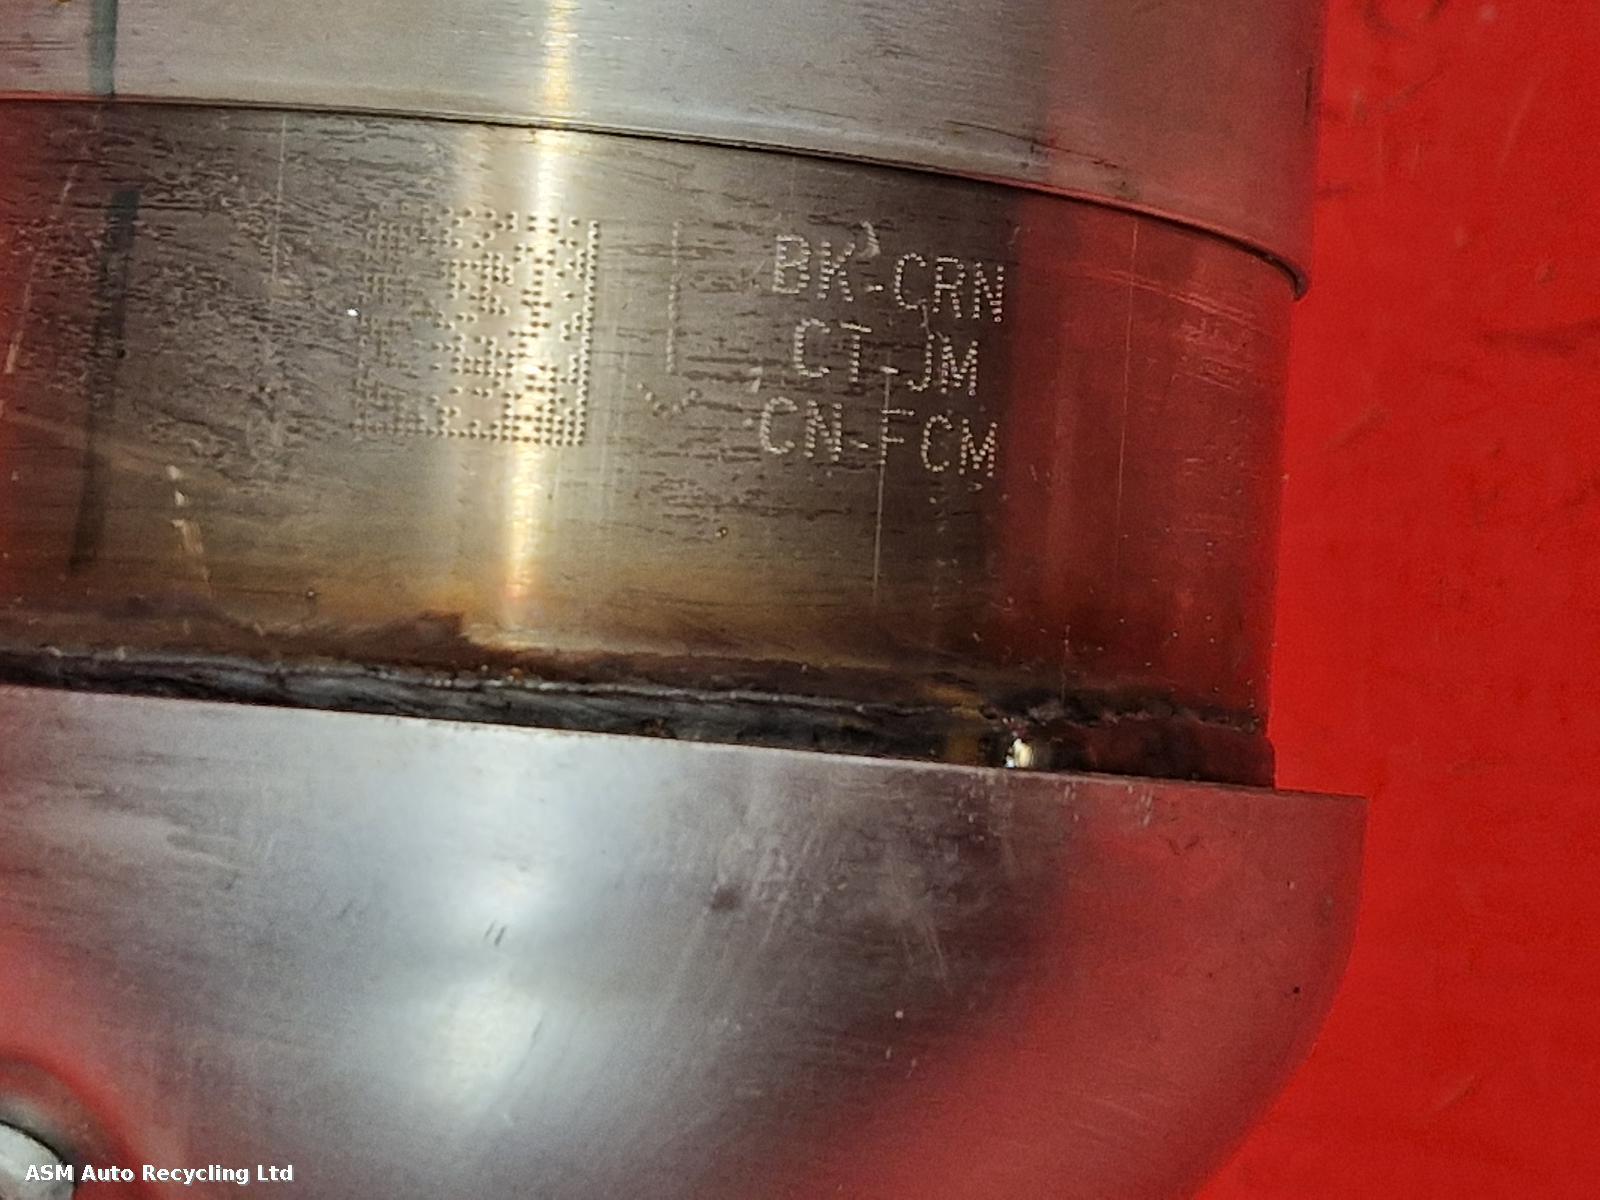 BK-CRN
CT-JM
CN-FCM
ASM Auto Recycling Ltd